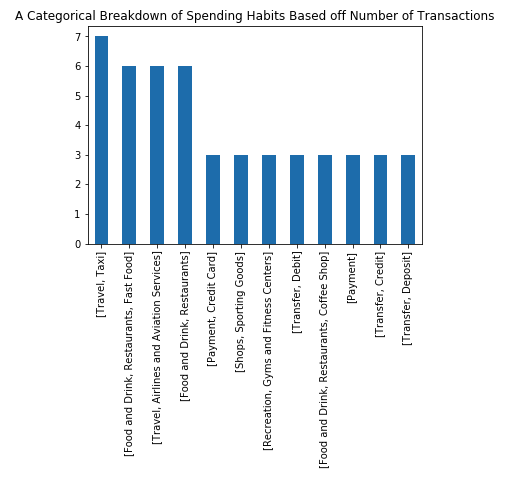 A Categorical Breakdown of Spending Habits Based off Number of Transactions
7
6
5
4
3
2
1
0
[Travel, Taxi]
[Food and Drink, Restaurants, Fast Food]
[Travel, Airlines and Aviation Services]
[Food and Drink, Restaurants]
[Payment, Credit Card]
[Shops, Sporting Goods]
[Recreation, Gyms and Fitness Centers]
[Transfer, Debit]
[Food and Drink, Restaurants, Coffee Shop]
[Payment]
[Transfer, Credit]
[Transfer, Deposit]